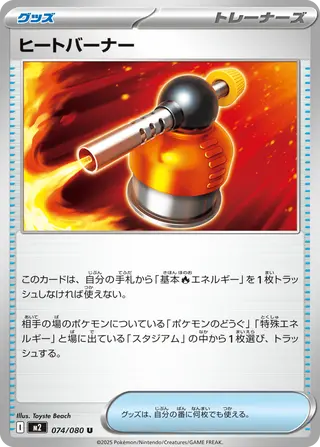 グッズ
トレーナーズ
ヒートバーナー
このカードは、自分の手札から「基本🔥エネルギー」を1枚トラッ
シュしなければ使えない。
相手の場のポケモンについている「ポケモンのどうぐ」「特殊エネ
ルギー」と場に出ている「スタジアム」の中から1枚選び、トラッ
シュする。
Illus. Toyste Beach
I M2 074/080 U
グッズは、自分の番に何枚でも使える。
©2025 Pokémon/Nintendo/Creatures/GAME FREAK.